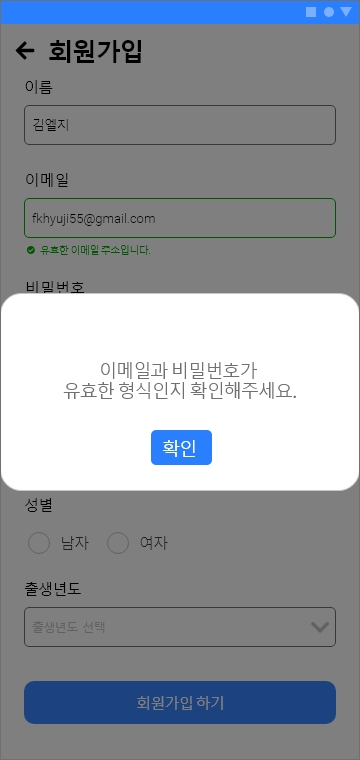 회원가입
이름
김엘지
이메일
fkhyuji55@gmail.com
유효한 이메일 주소입니다.
비밀번호
이메일과 비밀번호가
유효한 형식인지 확인해주세요.
확인
성별
남자 여자
출생년도
출생년도 선택
회원가입 하기